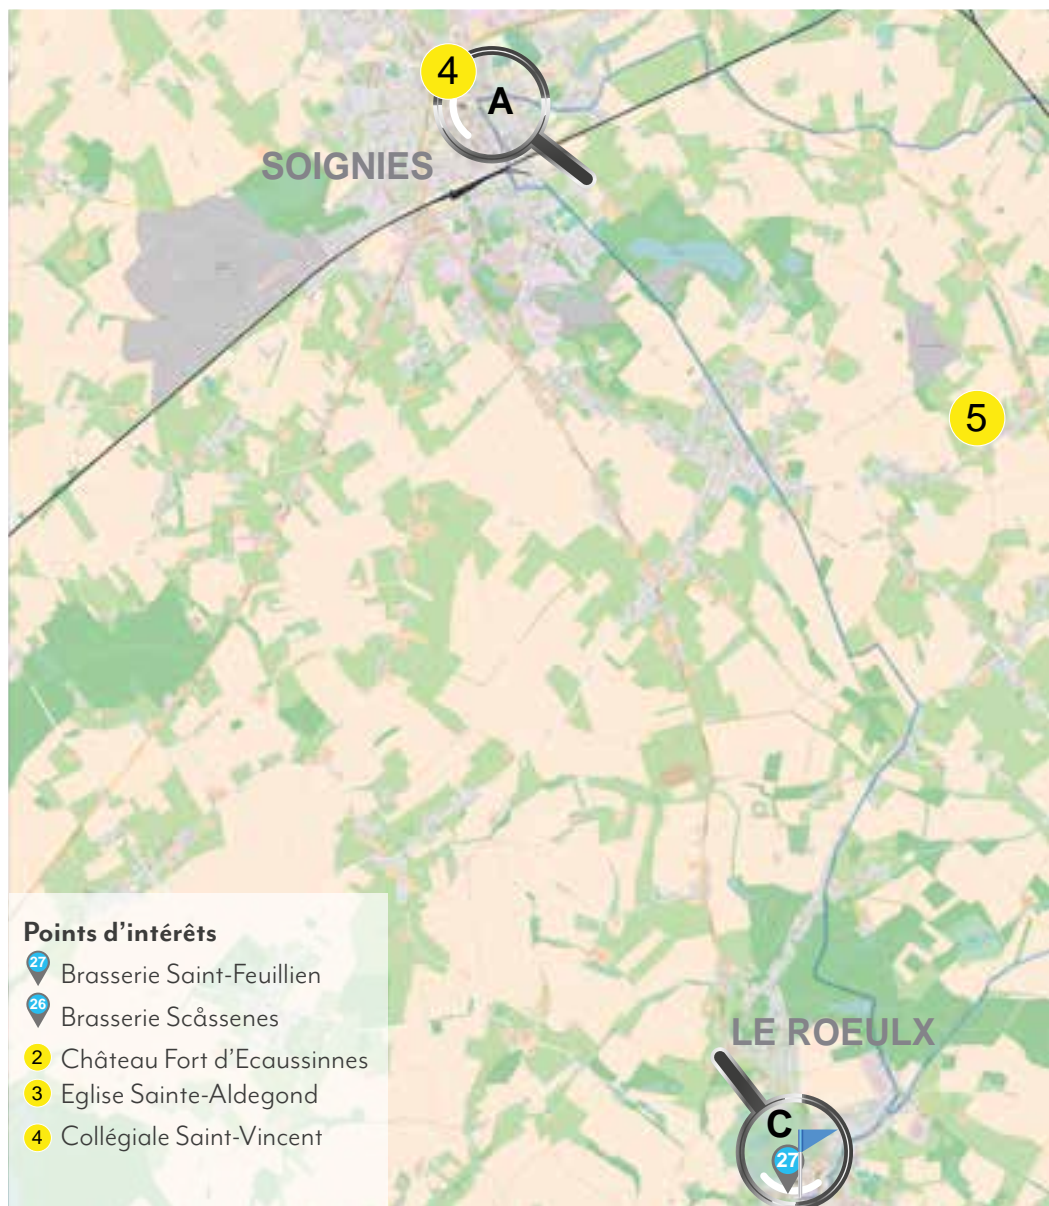 4
A
SOIGNIES
5
Points d'intérêts
27 Brasserie Saint-Feuillien
26 Brasserie Scåssenes
2 Château Fort d'Ecaussinnes
3 Eglise Sainte-Aldegond
4 Collégiale Saint-Vincent
LE ROEULX
C
27